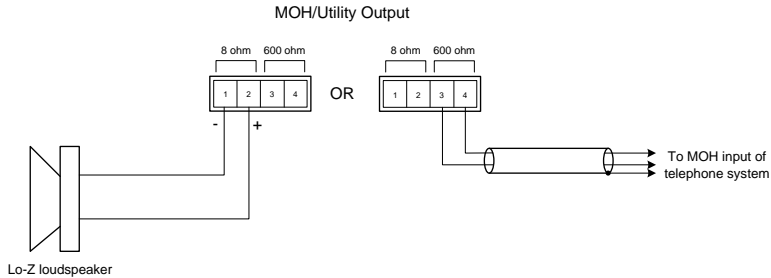 MOH/Utility Output
8 ohm 600 ohm 8 ohm 600 ohm
1 2 3 4 OR 1 2 3 4
- +
To MOH input of
telephone system
Lo-Z loudspeaker